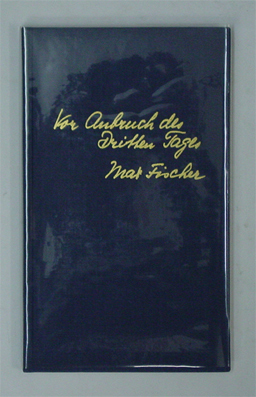 Vor Anbruch des
Dritten Tages
Max Fischer